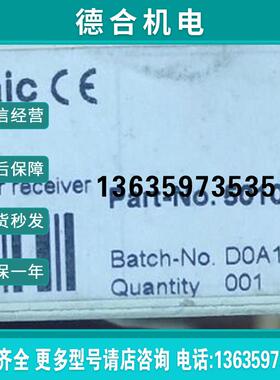 德合机电
信经营
nic CE
后保障
r receiver
13635973535
Part-No.
货秒发
Batch-No. D0A1
Quantity 001
保一年
齐全 更多型号请店咨询 电话:1363597